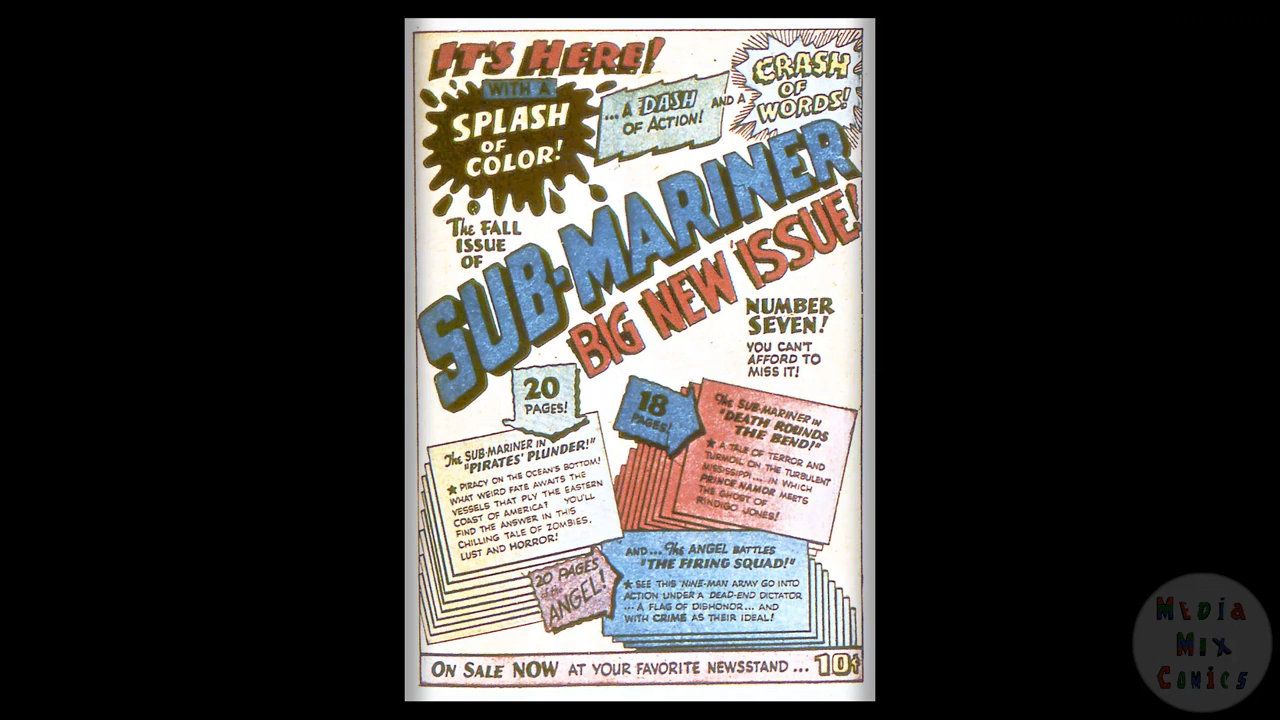 IT'S HERE!
WITH A
SPLASH
OF
COLOR!
...A DASH
OF ACTION!
AND A
CRASH
OF
WORDS!
The FALL
ISSUE
OF
SUB-MARINER
BIG NEW ISSUE!
NUMBER
SEVEN!
YOU CAN'T
AFFORD TO
MISS IT!
20
PAGES!
The SUB-MARINER IN
"PIRATES' PLUNDER!"
★ PIRACY ON THE OCEAN'S BOTTOM!
WHAT WEIRD FATE AWAITS THE
VESSELS THAT PLY THE EASTERN
COAST OF AMERICA? YOU'LL
FIND THE ANSWER IN THIS
CHILLING TALE OF ZOMBIES,
LUST AND HORROR!
18
PAGES!
The SUB-MARINER IN
"DEATH ROUNDS
THE BEND!"
★ A TALE OF TERROR AND
TURMOIL ON THE TURBULENT
MISSISSIPPI... IN WHICH
PRINCE NAMOR MEETS
THE GHOST OF
RINDIGO JONES!
20 PAGES
of the
ANGEL!
AND... The ANGEL BATTLES
"THE FIRING SQUAD!"
★ SEE THIS NINE-MAN ARMY GO INTO
ACTION UNDER A DEAD-END DICTATOR
... A FLAG OF DISHONOR... AND
WITH CRIME AS THEIR IDEAL!
ON SALE NOW AT YOUR FAVORITE NEWSSTAND... 10¢
MEDiA
MiX
COMiCS